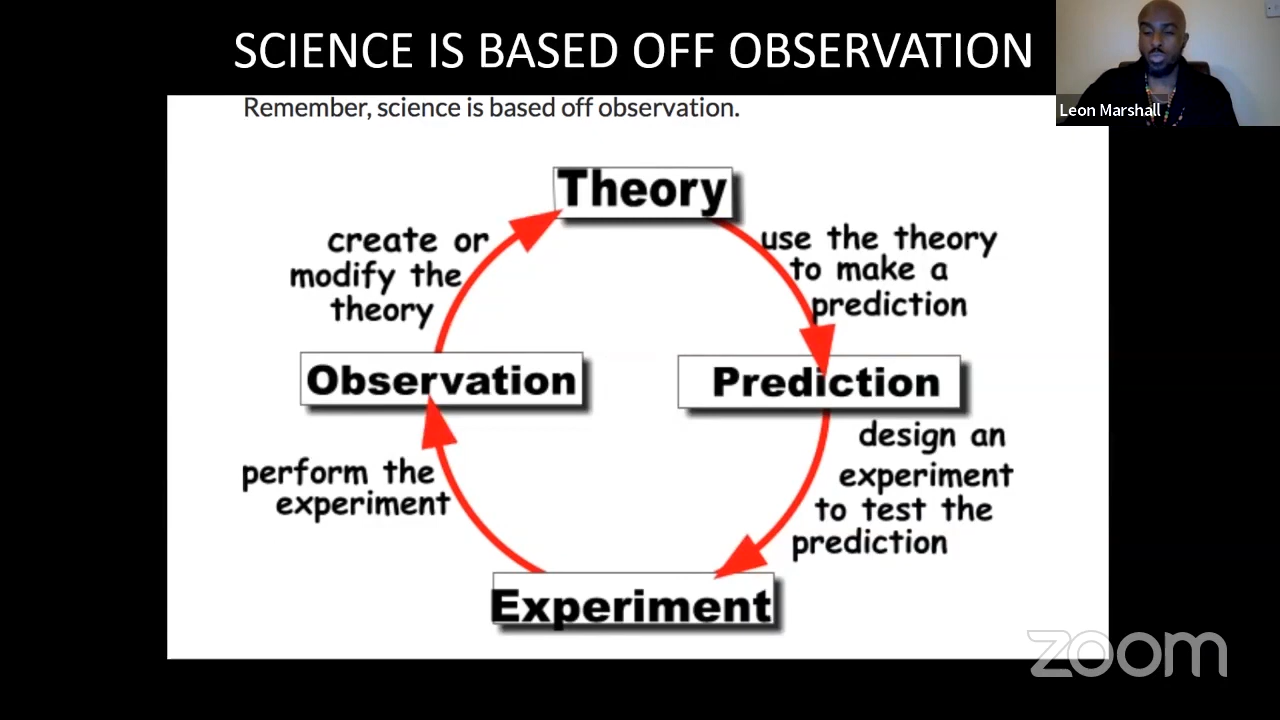 SCIENCE IS BASED OFF OBSERVATION
Leon Marshall
Remember, science is based off observation.
Theory
create or
modify the
theory
use the theory
to make a
prediction
Observation
Prediction
perform the
experiment
design an
experiment
to test the
prediction
Experiment
zoom